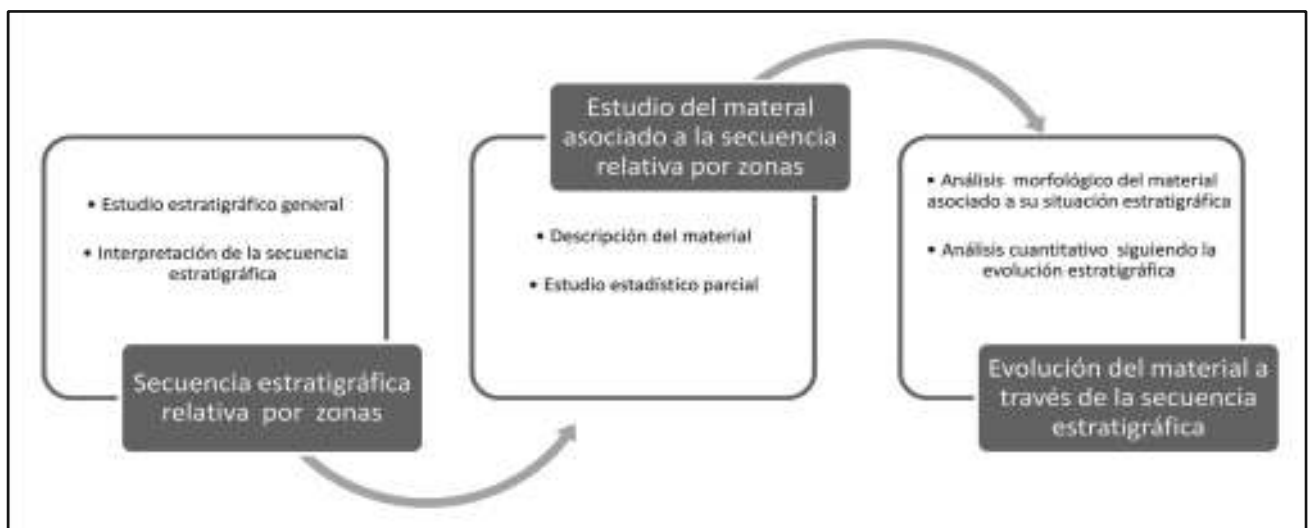 • Estudio estratigráfico general
• Interpretación de la secuencia
estratigráfica
Secuencia estratigráfica
relativa por zonas
Estudio del materal
asociado a la secuencia
relativa por zonas
• Descripción del material
• Estudio estadístico parcial
• Análisis morfológico del material
asociado a su situación estratigráfica
• Análisis cuantitativo siguiendo la
evolución estratigráfica
Evolución del material a
través de la secuencia
estratigráfica